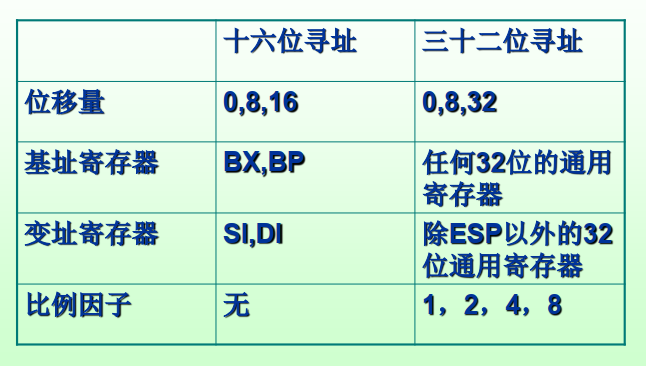 十六位寻址
三十二位寻址
位移量
0,8,16
0,8,32
基址寄存器
BX,BP
任何32位的通用
寄存器
变址寄存器
SI,DI
除ESP以外的32
位通用寄存器
比例因子
无
1，2，4，8